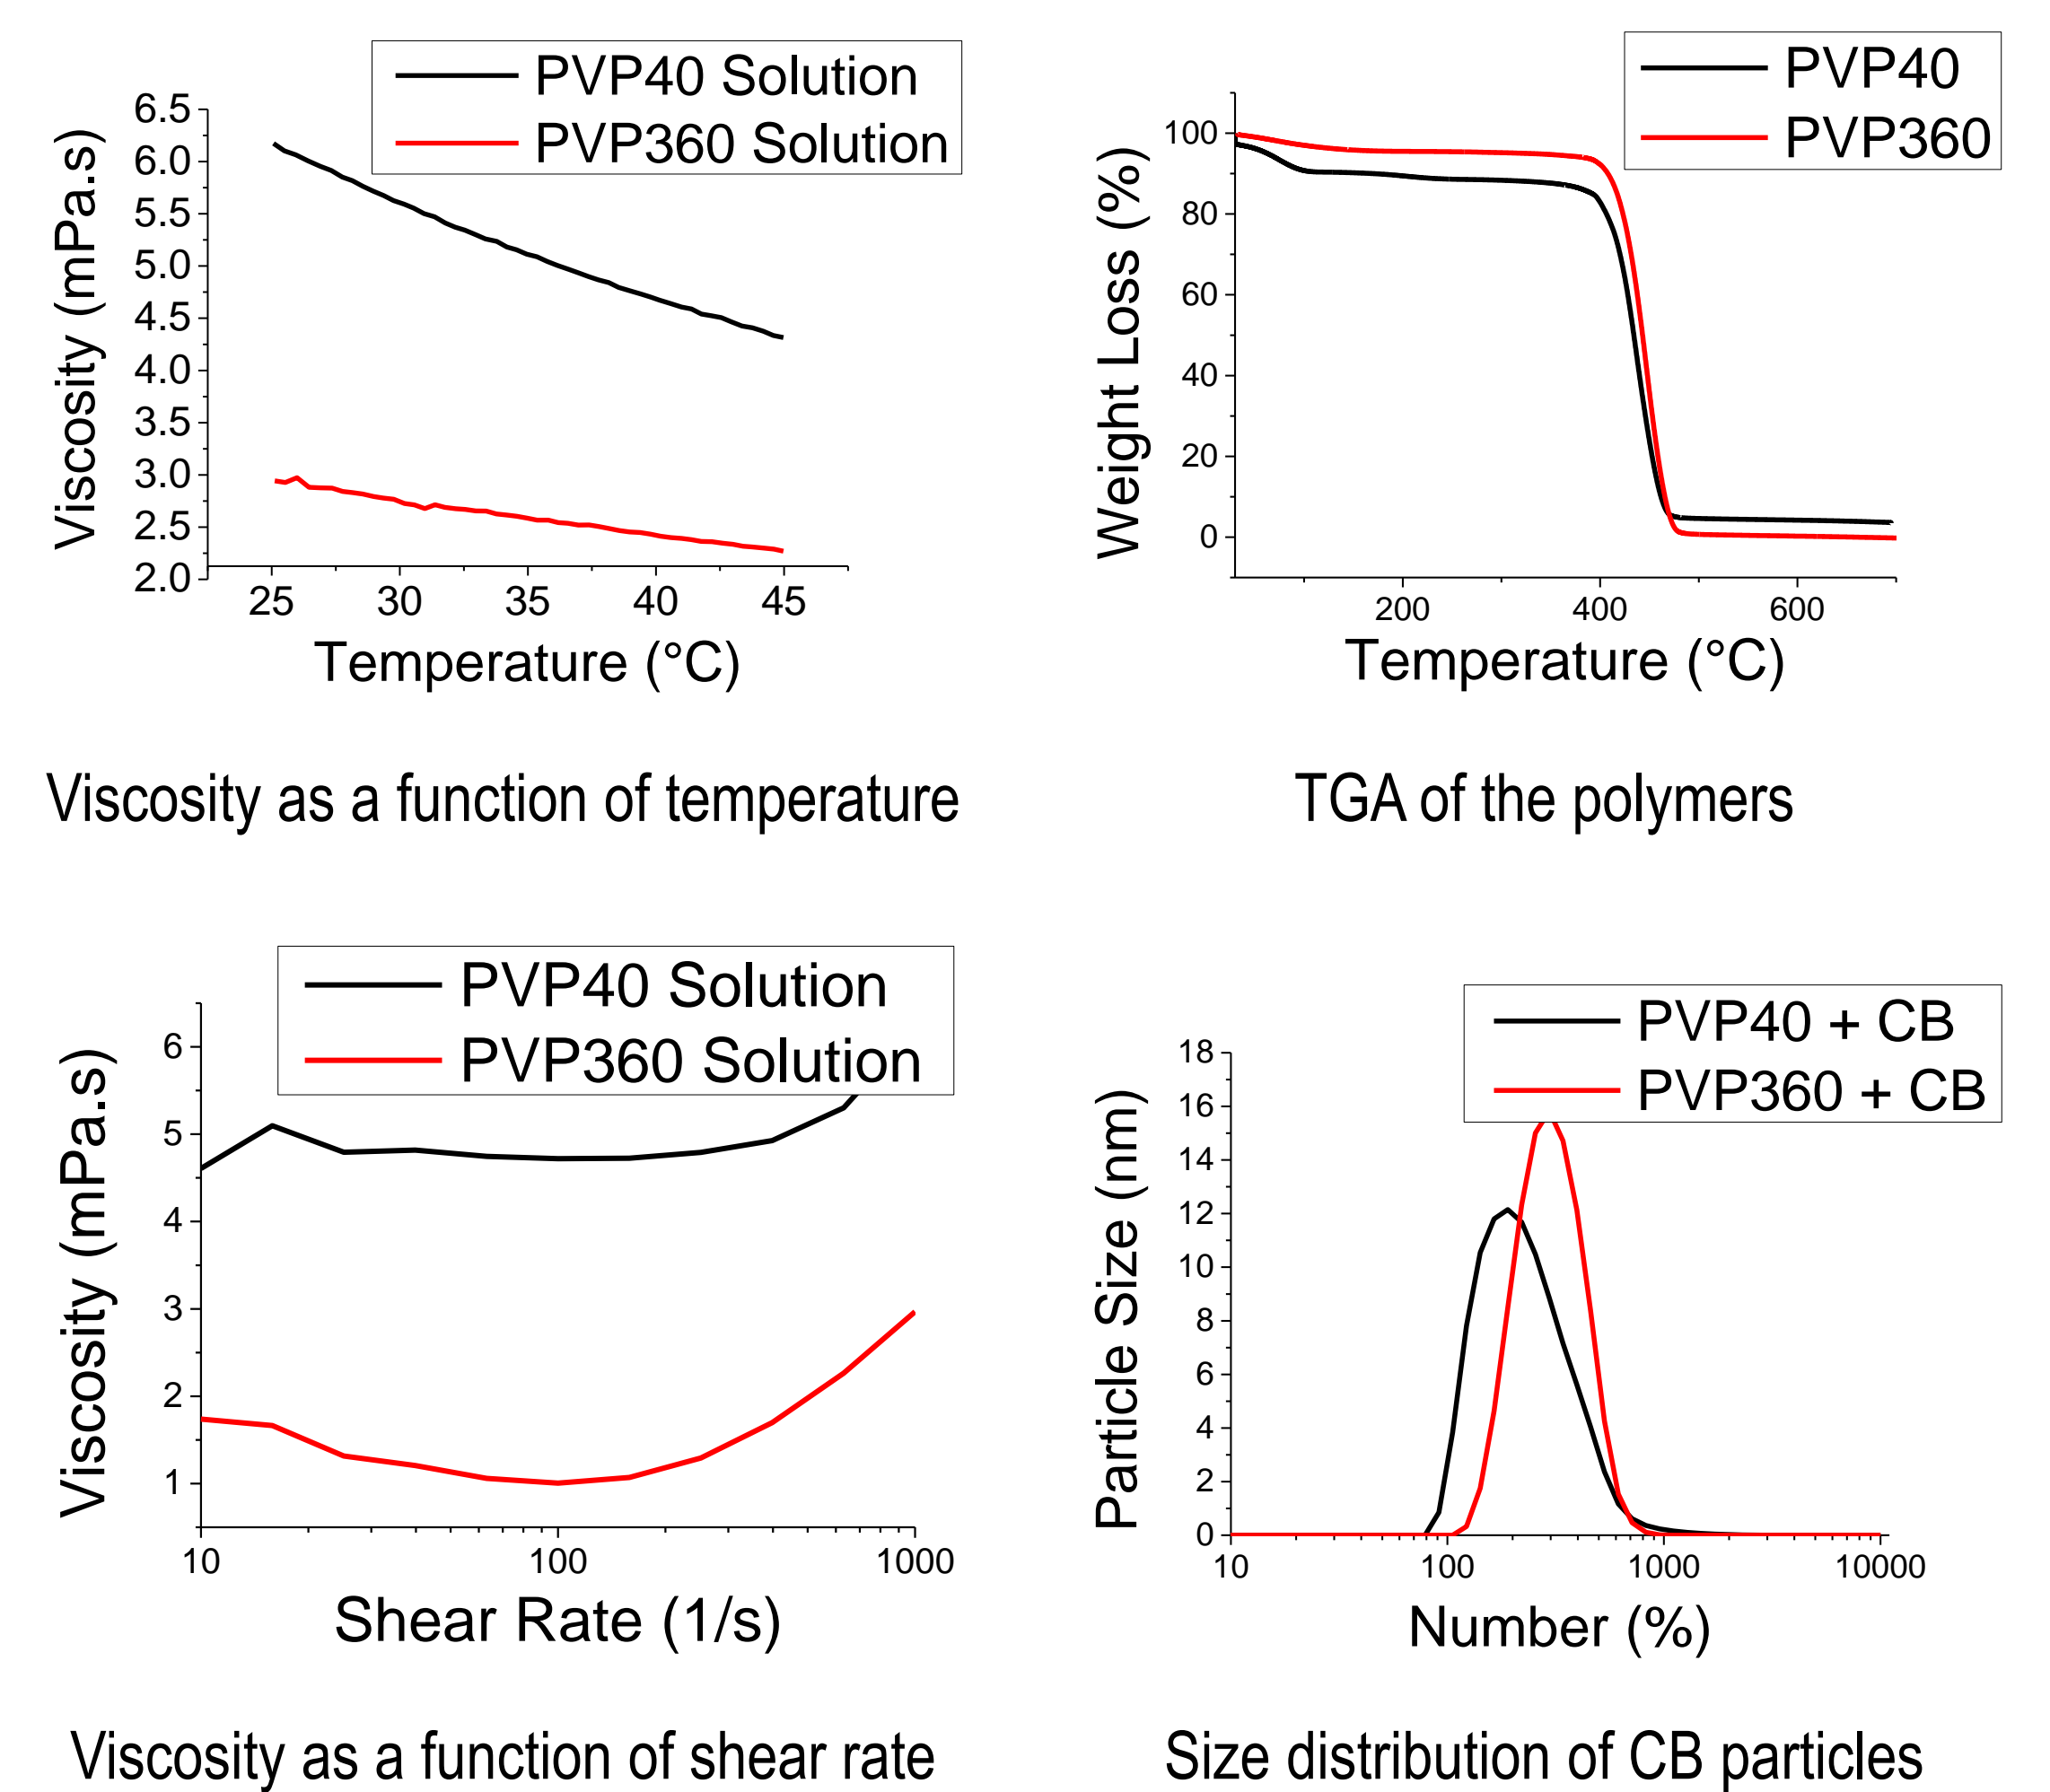 PVP40 Solution
PVP360 Solution
6.5
6.0
5.5
5.0
4.5
4.0
3.5
3.0
2.5
2.0
Viscosity (mPa.s)
25 30 35 40 45
Temperature (°C)
Viscosity as a function of temperature
PVP40
PVP360
100
80
60
40
20
0
Weight Loss (%)
200 400 600
Temperature (°C)
TGA of the polymers
PVP40 Solution
PVP360 Solution
6
5
4
3
2
1
Viscosity (mPa.s)
10 100 1000
Shear Rate (1/s)
Viscosity as a function of shear rate
PVP40 + CB
PVP360 + CB
18
16
14
12
10
8
6
4
2
0
Particle Size (nm)
10 100 1000 10000
Number (%)
Size distribution of CB particles